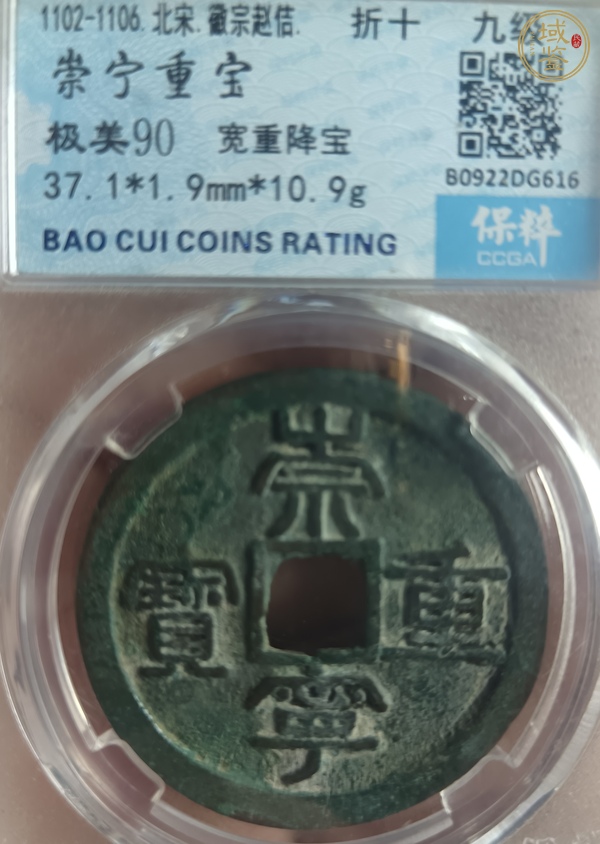 1102-1106.北宋.徽宗赵佶. 折十 九级
崇宁重宝
极美90 宽重降宝
37.1*1.9mm*10.9g
B0922DG616
BAO CUI COINS RATING
保粹
CCGA
域鉴
崇
寶 重
寧